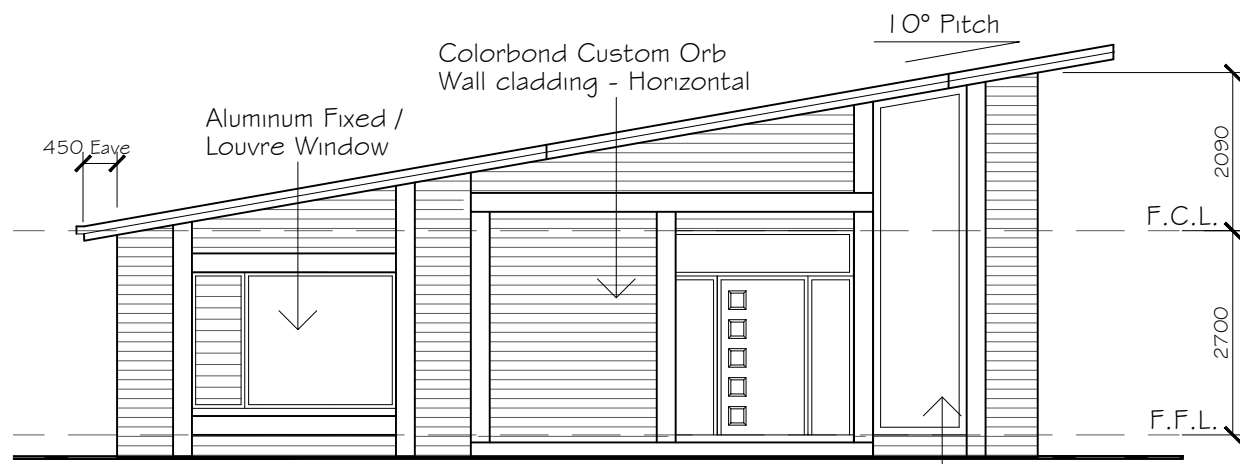 10° Pitch
Colorbond Custom Orb
Wall cladding - Horizontal
Aluminum Fixed /
Louvre Window
450 Eave
2090
F.C.L.
2700
F.F.L.